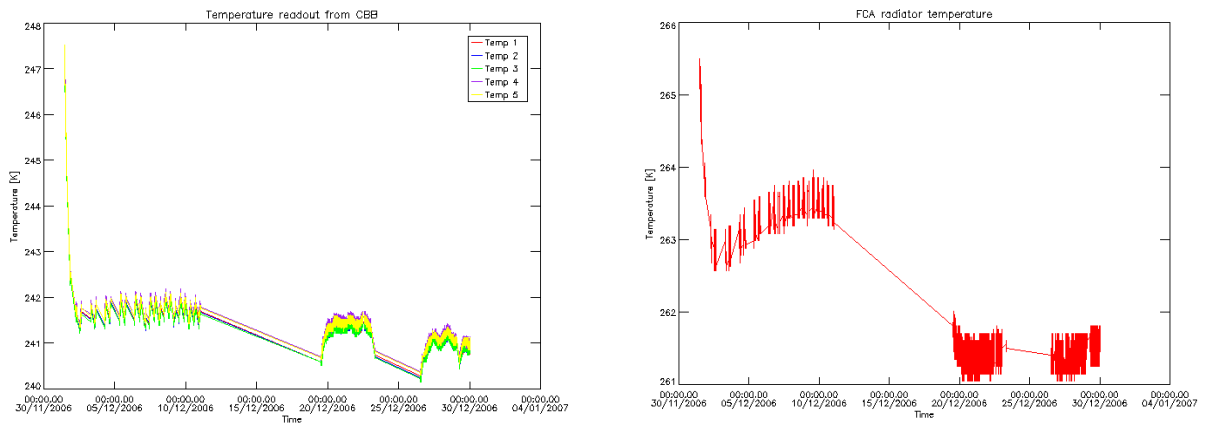 Temperature readout from CBB
248
247
246
245
244
243
242
241
240
Temperature [K]
Temp 1
Temp 2
Temp 3
Temp 4
Temp 5
00:00.00 00:00.00 00:00.00 00:00.00 00:00.00 00:00.00 00:00.00 00:00.00
30/11/2006 05/12/2006 10/12/2006 15/12/2006 20/12/2006 25/12/2006 30/12/2006 04/01/2007
Time
FCA radiator temperature
266
265
264
263
262
261
Temperature [K]
00:00.00 00:00.00 00:00.00 00:00.00 00:00.00 00:00.00 00:00.00 00:00.00
30/11/2006 05/12/2006 10/12/2006 15/12/2006 20/12/2006 25/12/2006 30/12/2006 04/01/2007
Time